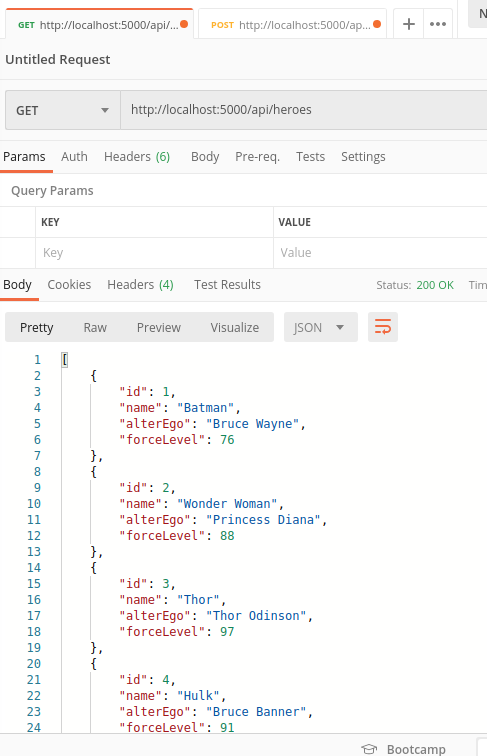 GET http://localhost:5000/api/... POST http://localhost:5000/ap... + ... N
Untitled Request
GET http://localhost:5000/api/heroes
Params Auth Headers (6) Body Pre-req. Tests Settings
Query Params
KEY VALUE
Key Value
Body Cookies Headers (4) Test Results Status: 200 OK Tim
Pretty Raw Preview Visualize JSON
1 [
2 {
3 "id": 1,
4 "name": "Batman",
5 "alterEgo": "Bruce Wayne",
6 "forceLevel": 76
7 },
8 {
9 "id": 2,
10 "name": "Wonder Woman",
11 "alterEgo": "Princess Diana",
12 "forceLevel": 88
13 },
14 {
15 "id": 3,
16 "name": "Thor",
17 "alterEgo": "Thor Odinson",
18 "forceLevel": 97
19 },
20 {
21 "id": 4,
22 "name": "Hulk",
23 "alterEgo": "Bruce Banner",
24 "forceLevel": 91
Bootcamp